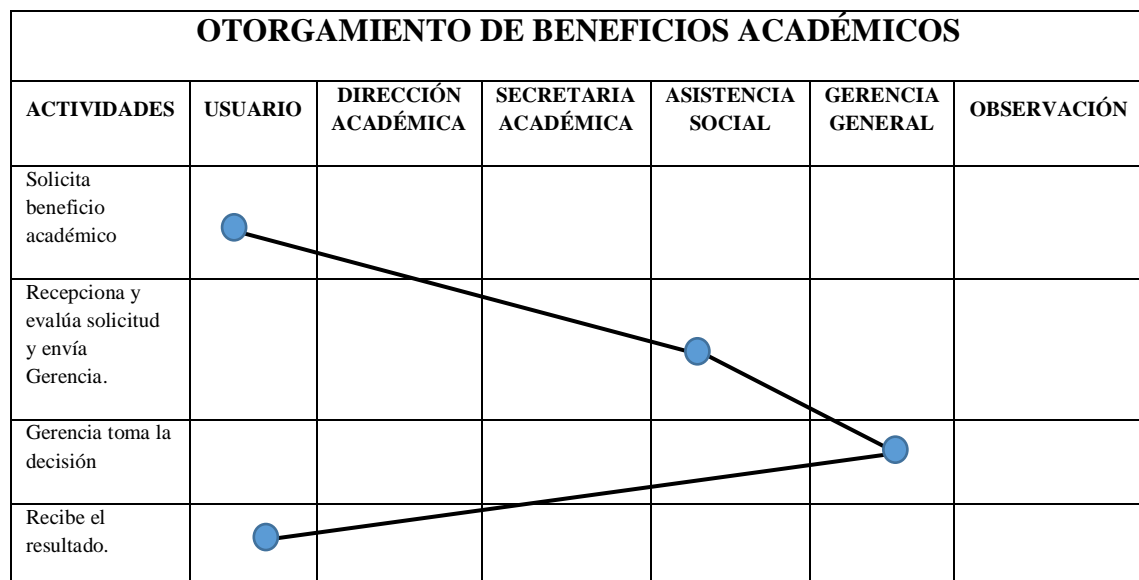 OTORGAMIENTO DE BENEFICIOS ACADÉMICOS
ACTIVIDADES
USUARIO
DIRECCIÓN
ACADÉMICA
SECRETARIA
ACADÉMICA
ASISTENCIA
SOCIAL
GERENCIA
GENERAL
OBSERVACIÓN
Solicita
beneficio
académico
Recepciona y
evalúa solicitud
y envía
Gerencia.
Gerencia toma la
decisión
Recibe el
resultado.